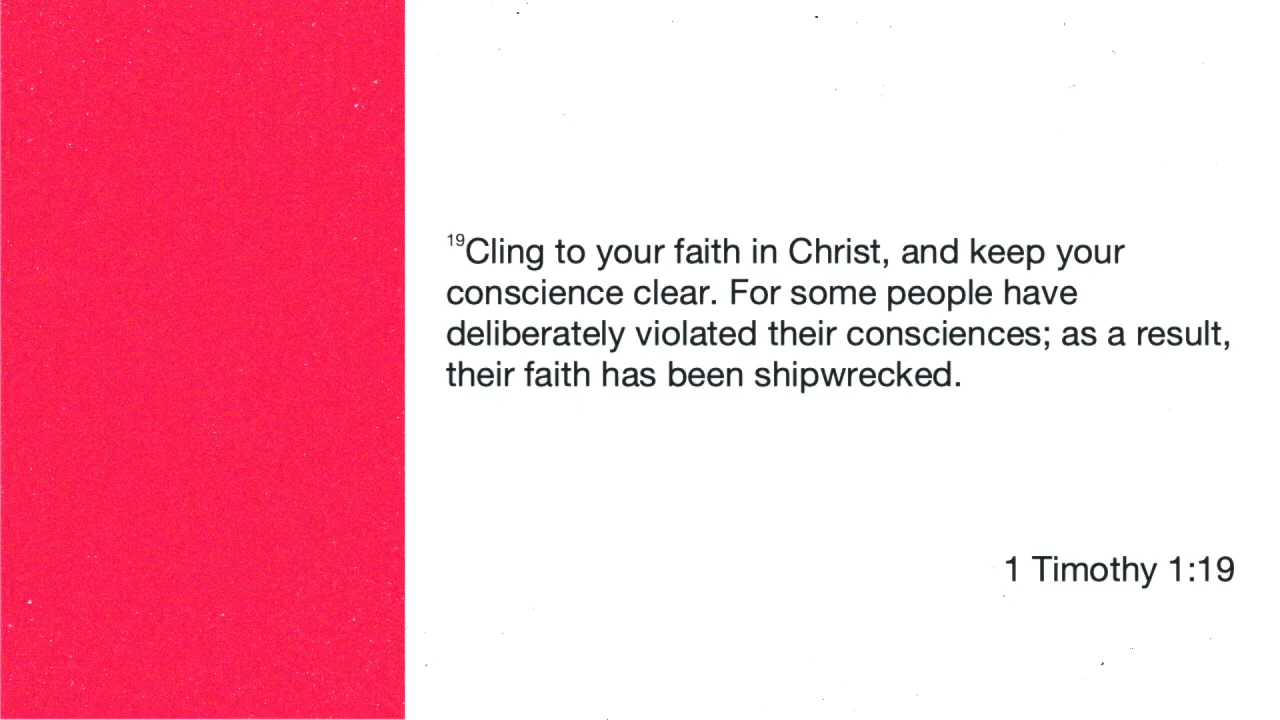 19Cling to your faith in Christ, and keep your
conscience clear. For some people have
deliberately violated their consciences; as a result,
their faith has been shipwrecked.
1 Timothy 1:19